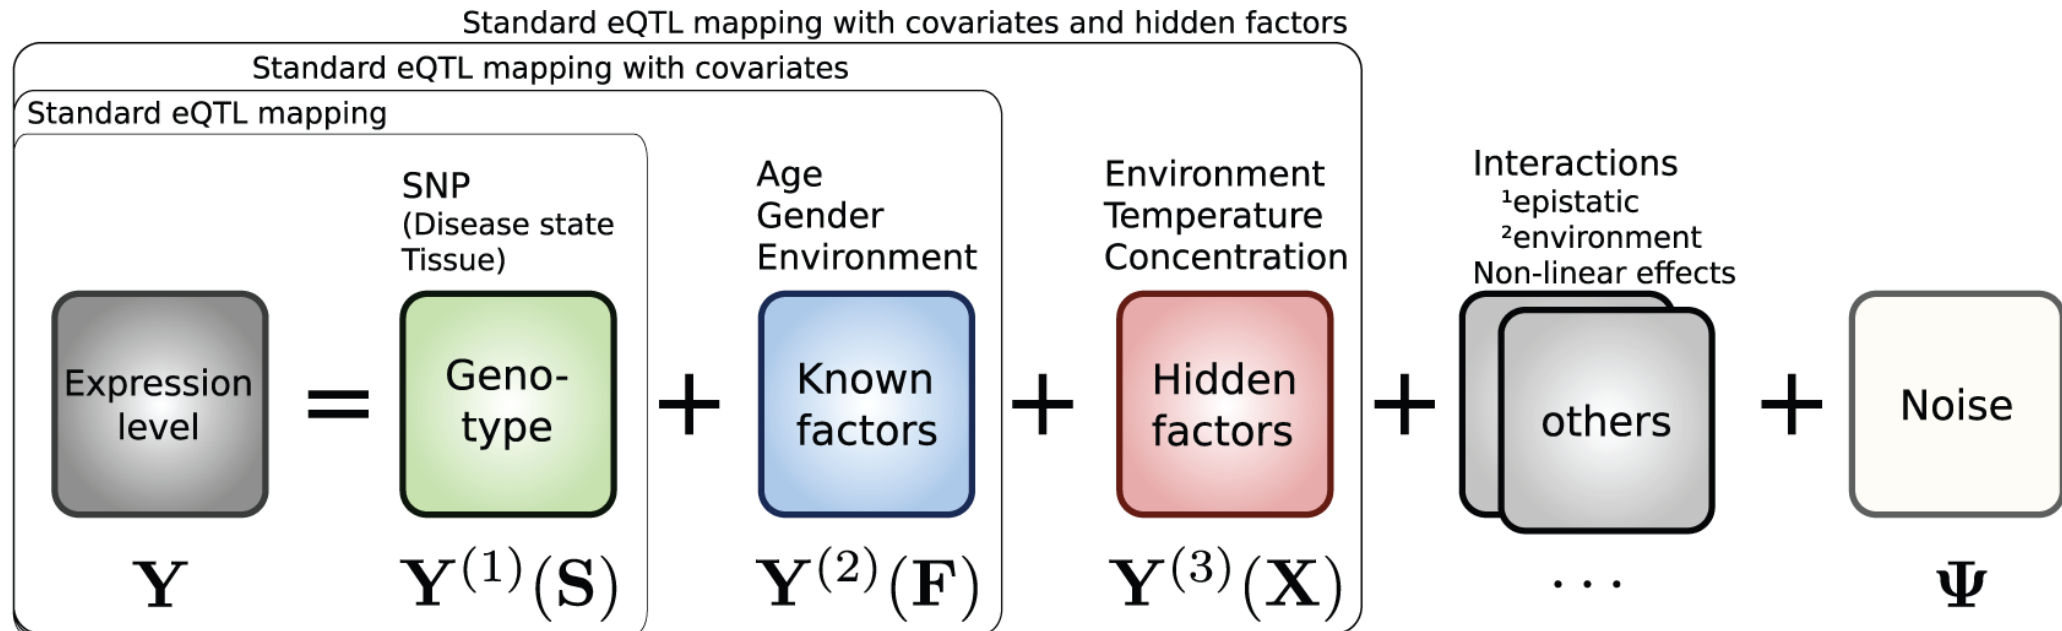 Standard eQTL mapping with covariates and hidden factors
Standard eQTL mapping with covariates
Standard eQTL mapping
SNP
(Disease state
Tissue)
Age
Gender
Environment
Environment
Temperature
Concentration
Interactions
¹epistatic
²environment
Non-linear effects
Expression
level
=
Geno-
type
+
Known
factors
+
Hidden
factors
+
others
+
Noise
Y
Y⁽¹⁾(S)
Y⁽²⁾(F)
Y⁽³⁾(X)
...
Ψ